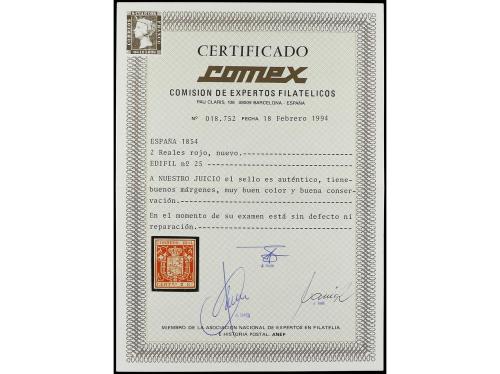 CERTIFICADO
comex
COMISION DE EXPERTOS FILATELICOS
PAU CLARIS, 106 08009 BARCELONA - ESPAÑA
Nº 018,752 FECHA 18 Febrero 1994
ESPAÑA 1854
2 Reales rojo, nuevo.
EDIFIL nº 25
A NUESTRO JUICIO el sello es auténtico, tiene-
buenos márgenes, muy buen color y buena conser-
vación.
En el momento de su examen está sin defecto ni
reparación.
MIEMBRO DE LA ASOCIACIÓN NACIONAL DE EXPERTOS EN FILATELIA
E HISTORIA POSTAL. ANEF